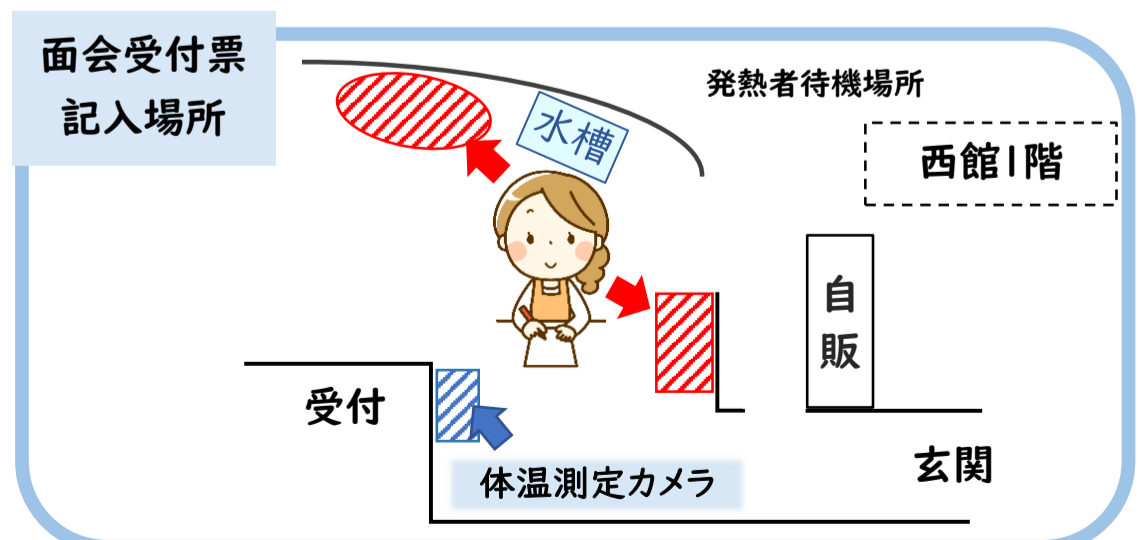 面会受付票
記入場所
発熱者待機場所
水槽
西館1階
自
販
受付
玄関
体温測定カメラ